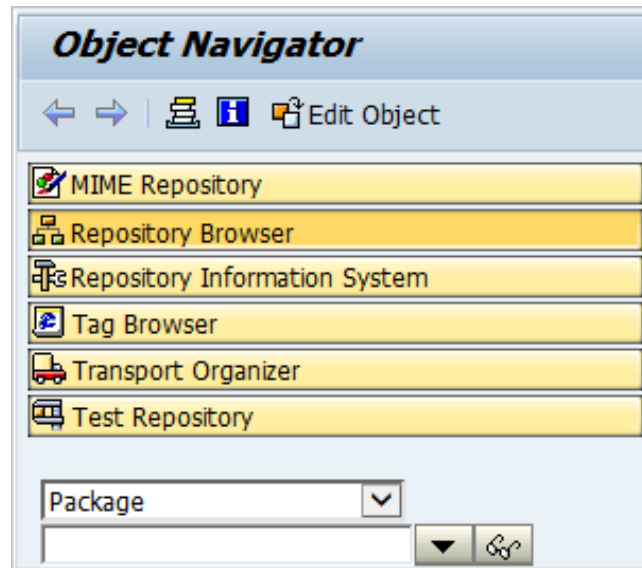 Object Navigator
Edit Object
MIME Repository
Repository Browser
Repository Information System
Tag Browser
Transport Organizer
Test Repository
Package